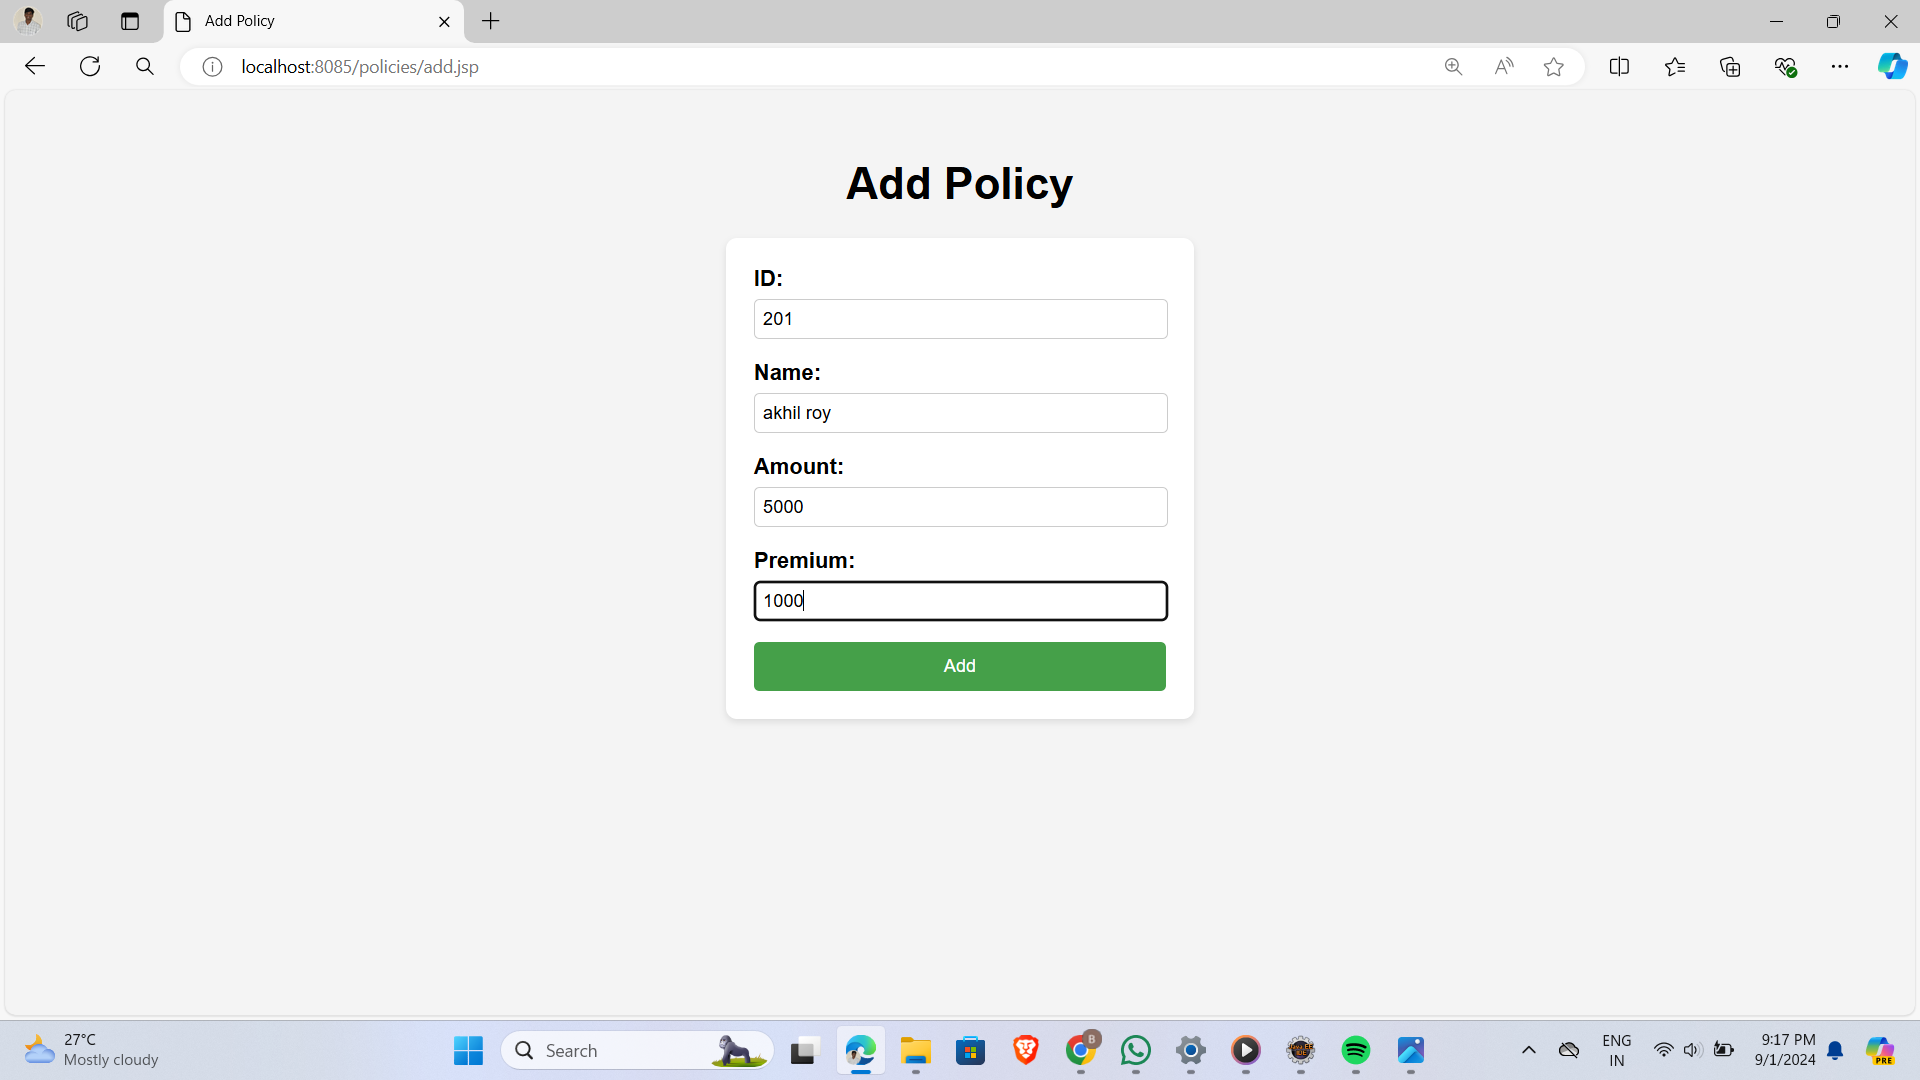 Add Policy
localhost:8085/policies/add.jsp
Add Policy
ID:
201
Name:
akhil roy
Amount:
5000
Premium:
1000
Add
27°C
Mostly cloudy
Search
B
ENG
IN
9:17 PM
9/1/2024
PRE